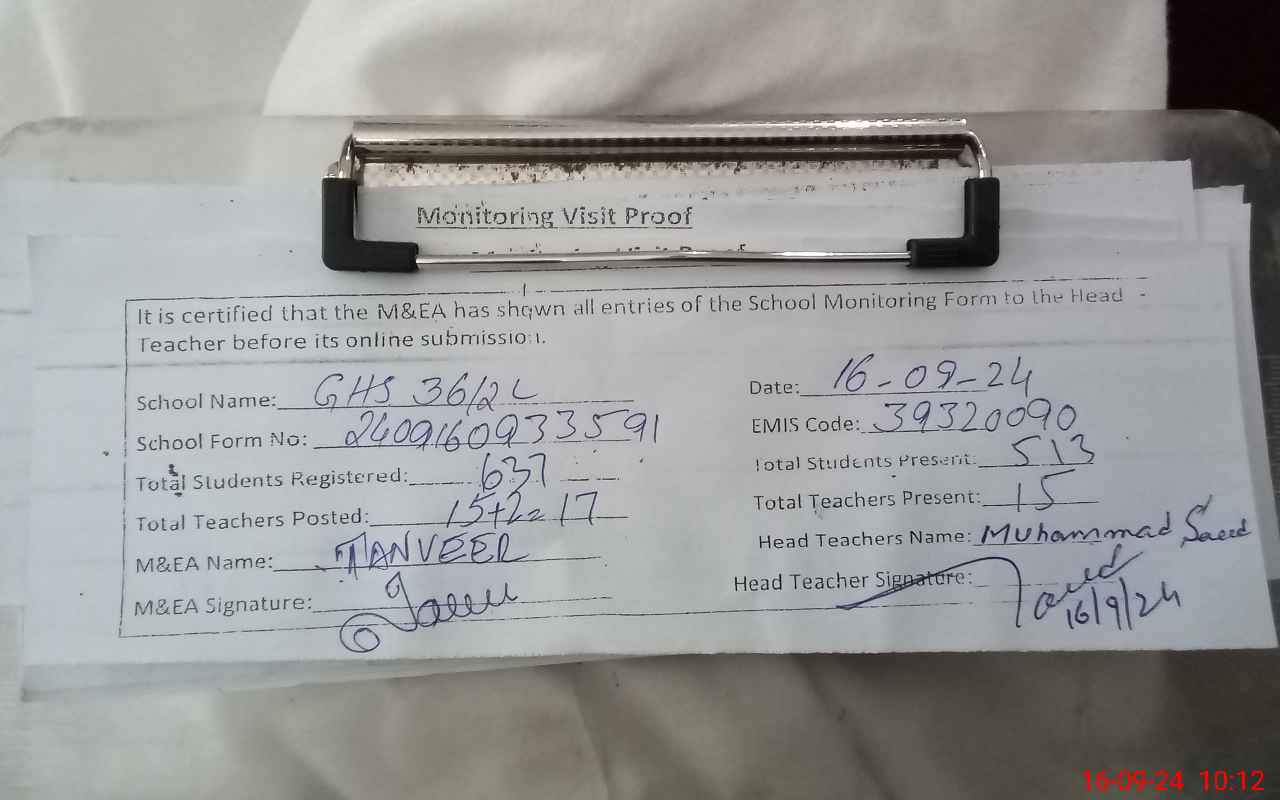 Monitoring Visit Proof
It is certified that the M&EA has shown all entries of the School Monitoring Form to the Head
Teacher before its online submission.
School Name: GHS 36/2L
Date: 16-09-24
School Form No: 2409160933591
EMIS Code: 39320090
Total Students Registered: 637
Total Students Present: 513
Total Teachers Posted: 15+2=17
Total Teachers Present: 15
M&EA Name: TANVEER
Head Teachers Name: Muhammad Saeed
M&EA Signature:
Head Teacher Signature:
16/9/24
16-09-24 10:12